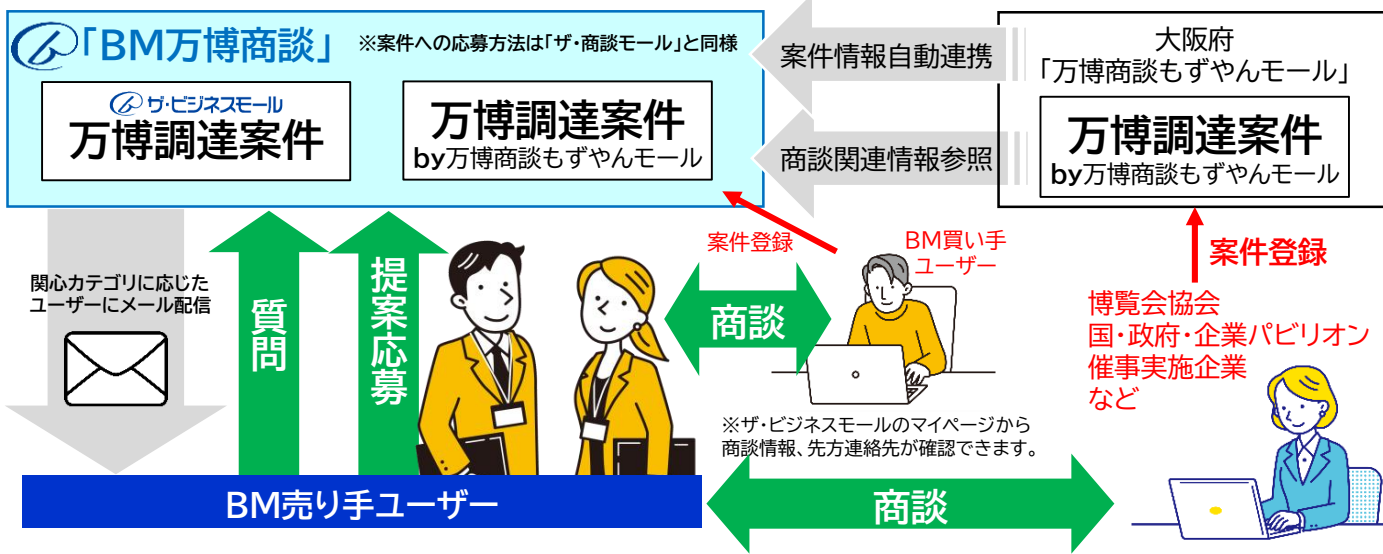 「BM万博商談」
※案件への応募方法は「ザ・商談モール」と同様
ザ・ビジネスモール
万博調達案件
万博調達案件
by万博商談もずやんモール
案件情報自動連携
商談関連情報参照
大阪府
「万博商談もずやんモール」
万博調達案件
by万博商談もずやんモール
関心カテゴリに応じた
ユーザーにメール配信
質問
提案応募
案件登録
BM買い手
ユーザー
商談
案件登録
博覧会協会
国・政府・企業パビリオン
催事実施企業
など
※ザ・ビジネスモールのマイページから
商談情報、先方連絡先が確認できます。
BM売り手ユーザー
商談